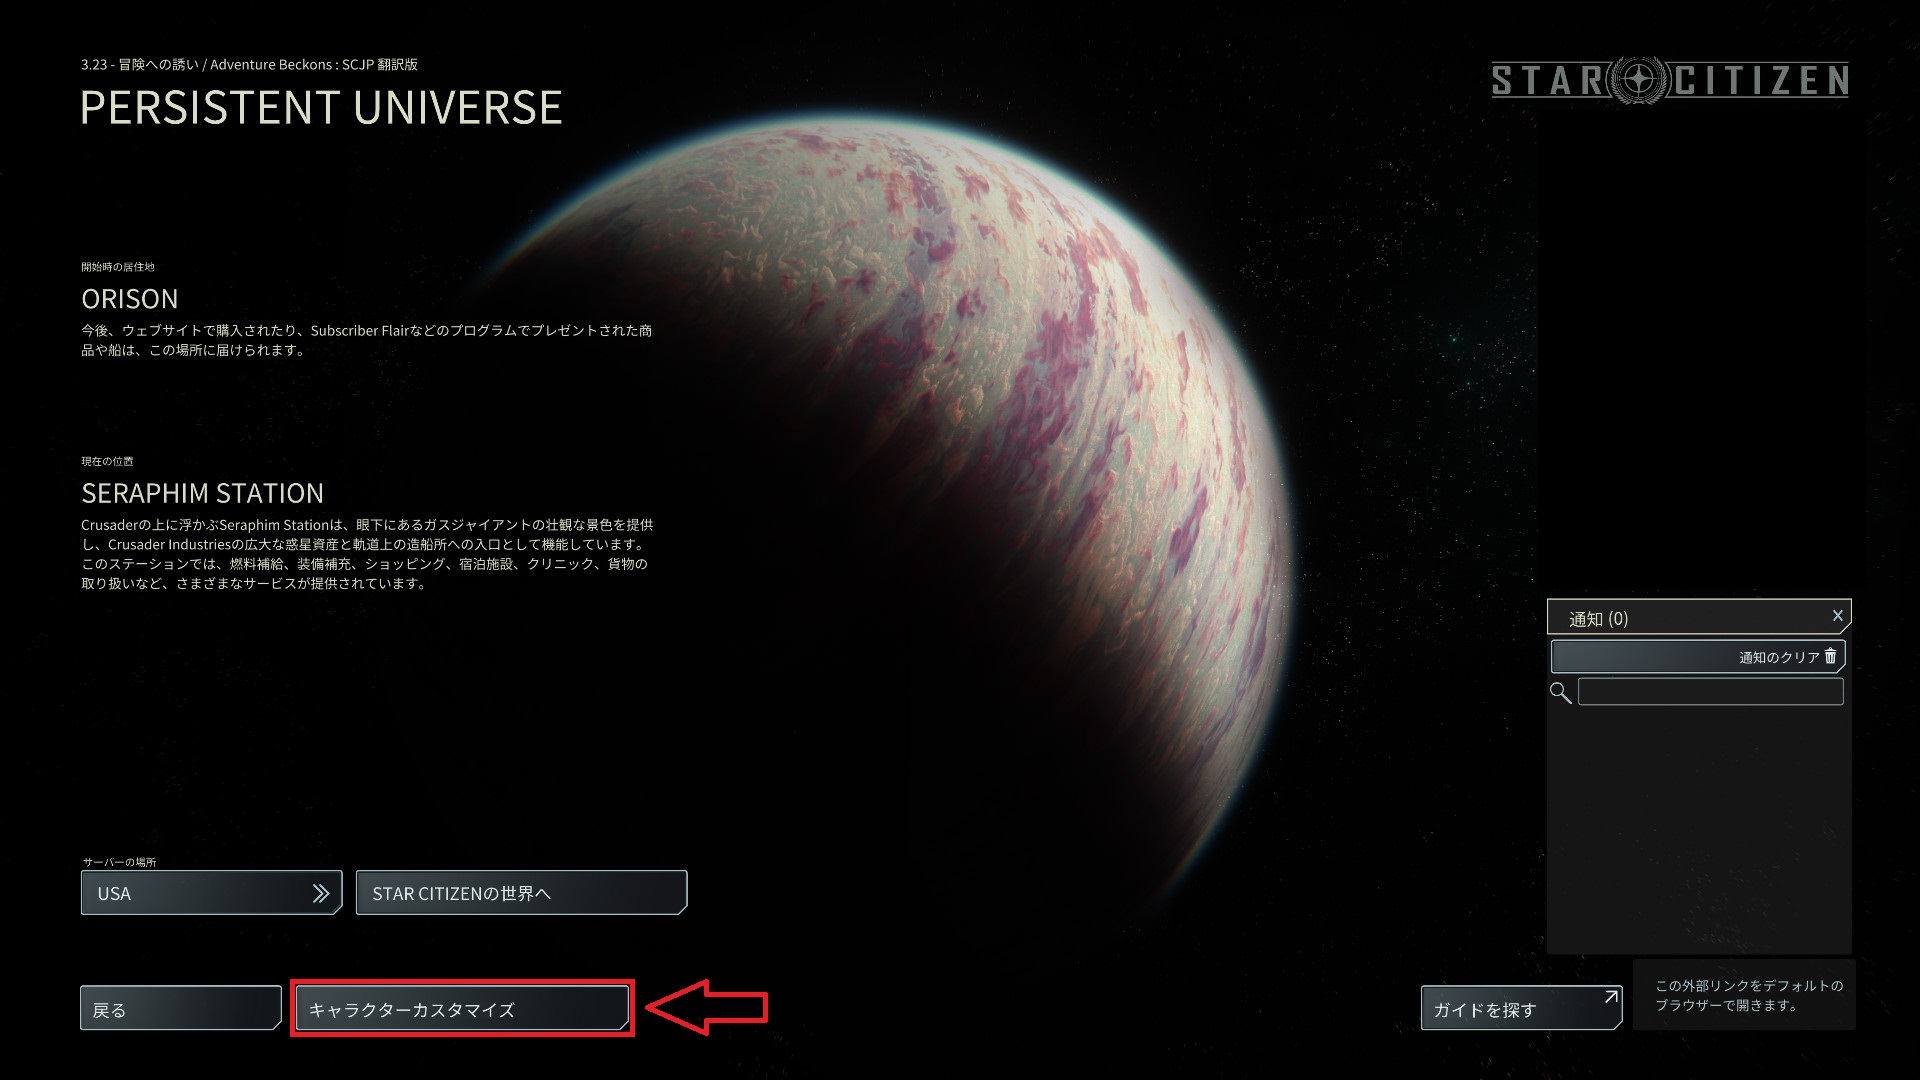 3.23 - 冒険への誘い / Adventure Beckons : SCJP 翻訳版
PERSISTENT UNIVERSE
STAR CITIZEN
開始時の居住地
ORISON
今後、ウェブサイトで購入されたり、Subscriber Flairなどのプログラムでプレゼントされた商
品や船は、この場所に届けられます。
現在の位置
SERAPHIM STATION
Crusaderの上に浮かぶSeraphim Stationは、眼下にあるガスジャイアントの壮観な景色を提供
し、Crusader Industriesの広大な惑星資産と軌道上の造船所への入口として機能しています。
このステーションでは、燃料補給、装備補充、ショッピング、宿泊施設、クリニック、貨物の
取り扱いなど、さまざまなサービスが提供されています。
通知 (0)
通知のクリア
サーバーの場所
USA
STAR CITIZENの世界へ
戻る
キャラクターカスタマイズ
ガイドを探す
この外部リンクをデフォルトの
ブラウザーで開きます。